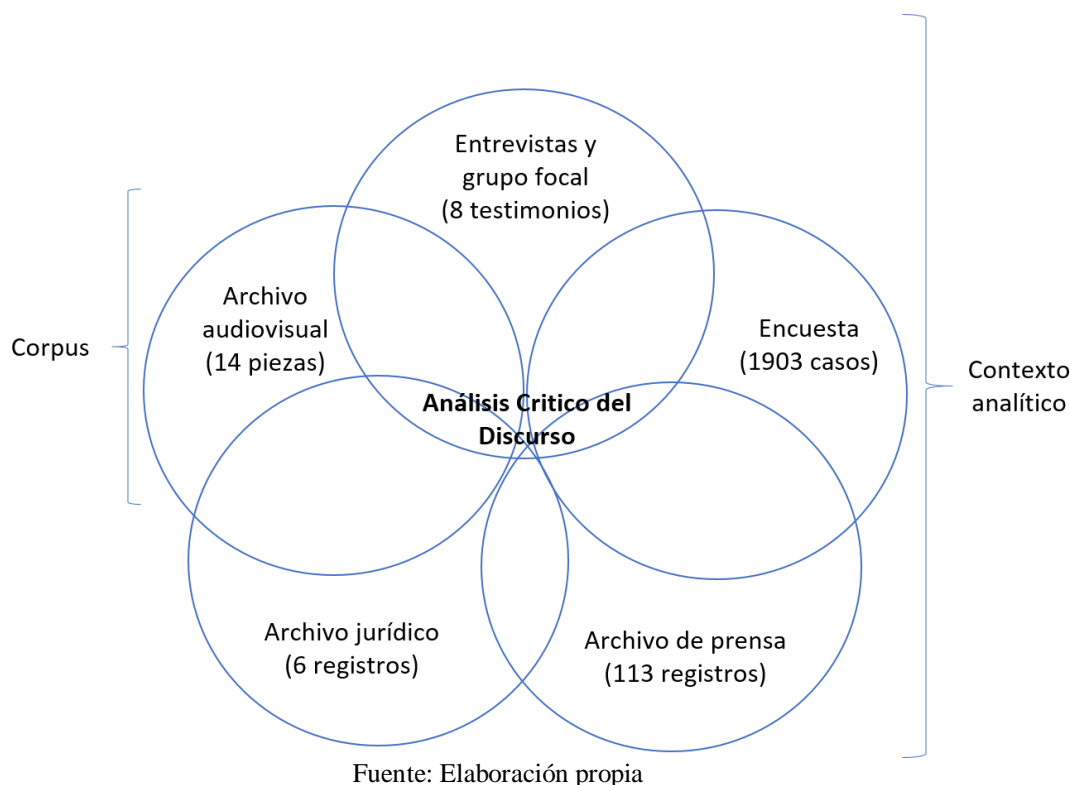 Entrevistas y
grupo focal
(8 testimonios)
Archivo
audiovisual
(14 piezas)
Corpus
Encuesta
(1903 casos)
Contexto
analítico
Análisis Critico del
Discurso
Archivo jurídico
(6 registros)
Archivo de prensa
(113 registros)
Fuente: Elaboración propia